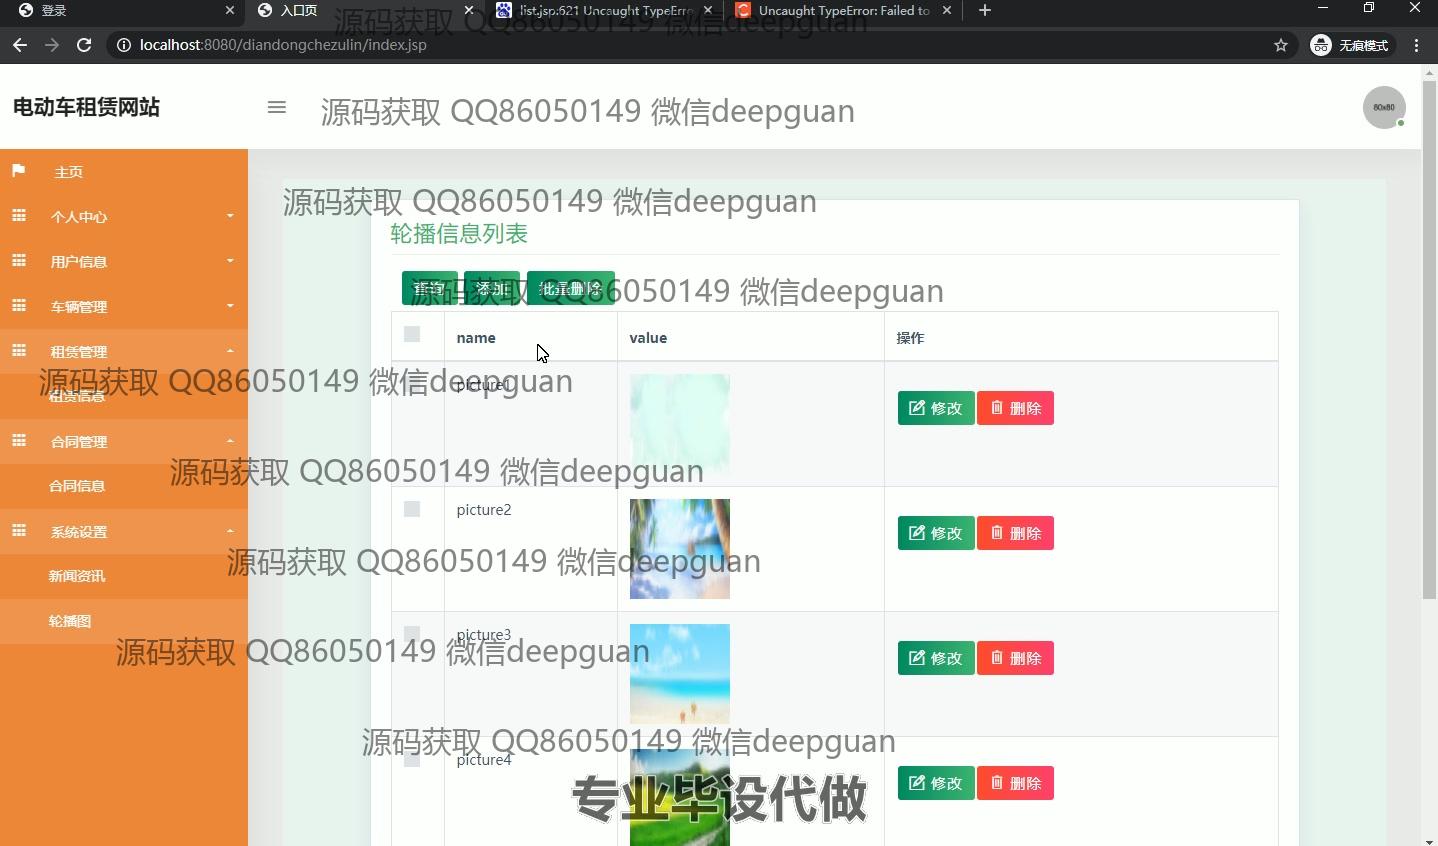 登录
入口页
list.jsp:621 Uncaught TypeErro
Uncaught TypeError: Failed to
localhost:8080/diandongchezulin/index.jsp
无痕模式
源码获取 QQ86050149 微信deepguan
电动车租赁网站
源码获取 QQ86050149 微信deepguan
80x80
主页
源码获取 QQ86050149 微信deepguan
个人中心
轮播信息列表
用户信息
查询
添加
批量删除
源码获取 QQ86050149 微信deepguan
车辆管理
name
value
操作
租赁管理
源码获取 QQ86050149 微信deepguan
租赁信息
picture1
修改
删除
合同管理
源码获取 QQ86050149 微信deepguan
合同信息
picture2
系统设置
修改
删除
源码获取 QQ86050149 微信deepguan
新闻资讯
轮播图
picture3
源码获取 QQ86050149 微信deepguan
修改
删除
源码获取 QQ86050149 微信deepguan
picture4
修改
删除
专业毕设代做